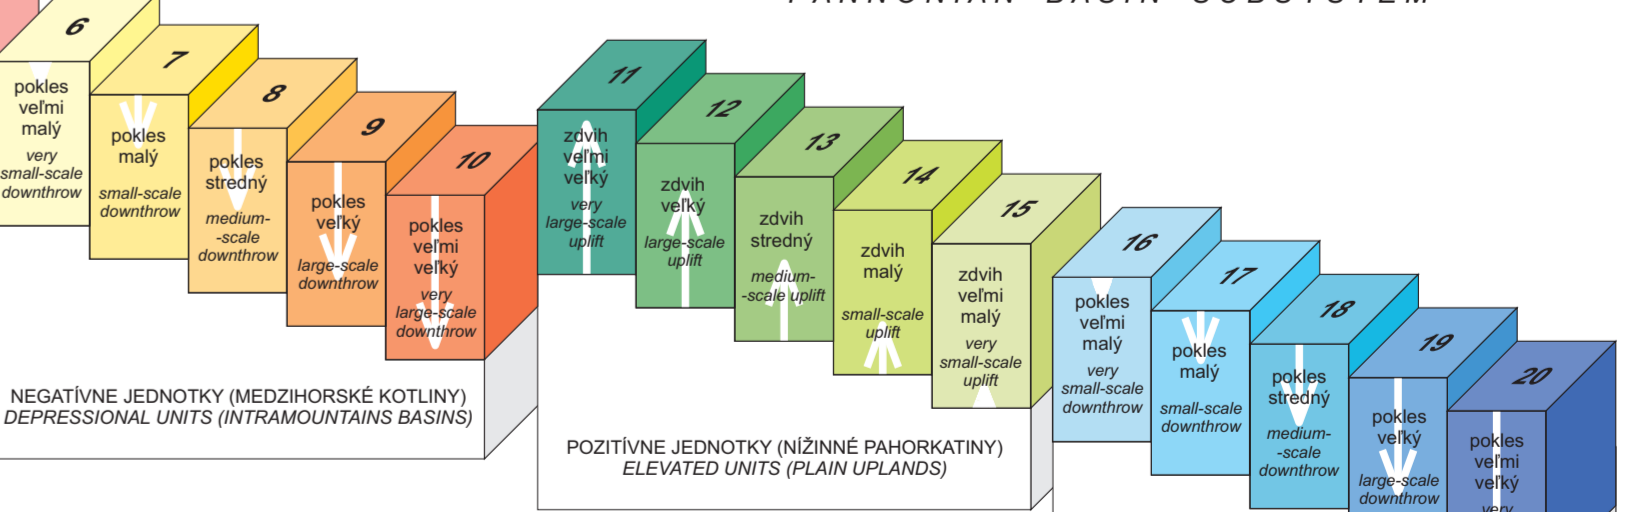 PANNONIAN BASIN SUBSYSTEM
6
pokles
veľmi
malý
very
small-scale
downthrow
7
pokles
malý
small-scale
downthrow
8
pokles
stredný
medium-
-scale
downthrow
9
pokles
veľký
large-scale
downthrow
10
pokles
veľmi
veľký
very
large-scale
downthrow
NEGATÍVNE JEDNOTKY (MEDZIHORSKÉ KOTLINY)
DEPRESSIONAL UNITS (INTRAMOUNTAINS BASINS)
11
zdvih
veľmi
veľký
very
large-scale
uplift
12
zdvih
veľký
large-scale
uplift
13
zdvih
stredný
medium-
-scale uplift
14
zdvih
malý
small-scale
uplift
15
zdvih
veľmi
malý
very
small-scale
uplift
POZITÍVNE JEDNOTKY (NÍŽINNÉ PAHORKATINY)
ELEVATED UNITS (PLAIN UPLANDS)
16
pokles
veľmi
malý
very
small-scale
downthrow
17
pokles
malý
small-scale
downthrow
18
pokles
stredný
medium-
-scale
downthrow
19
pokles
veľký
large-scale
downthrow
20
pokles
veľmi
veľký
very